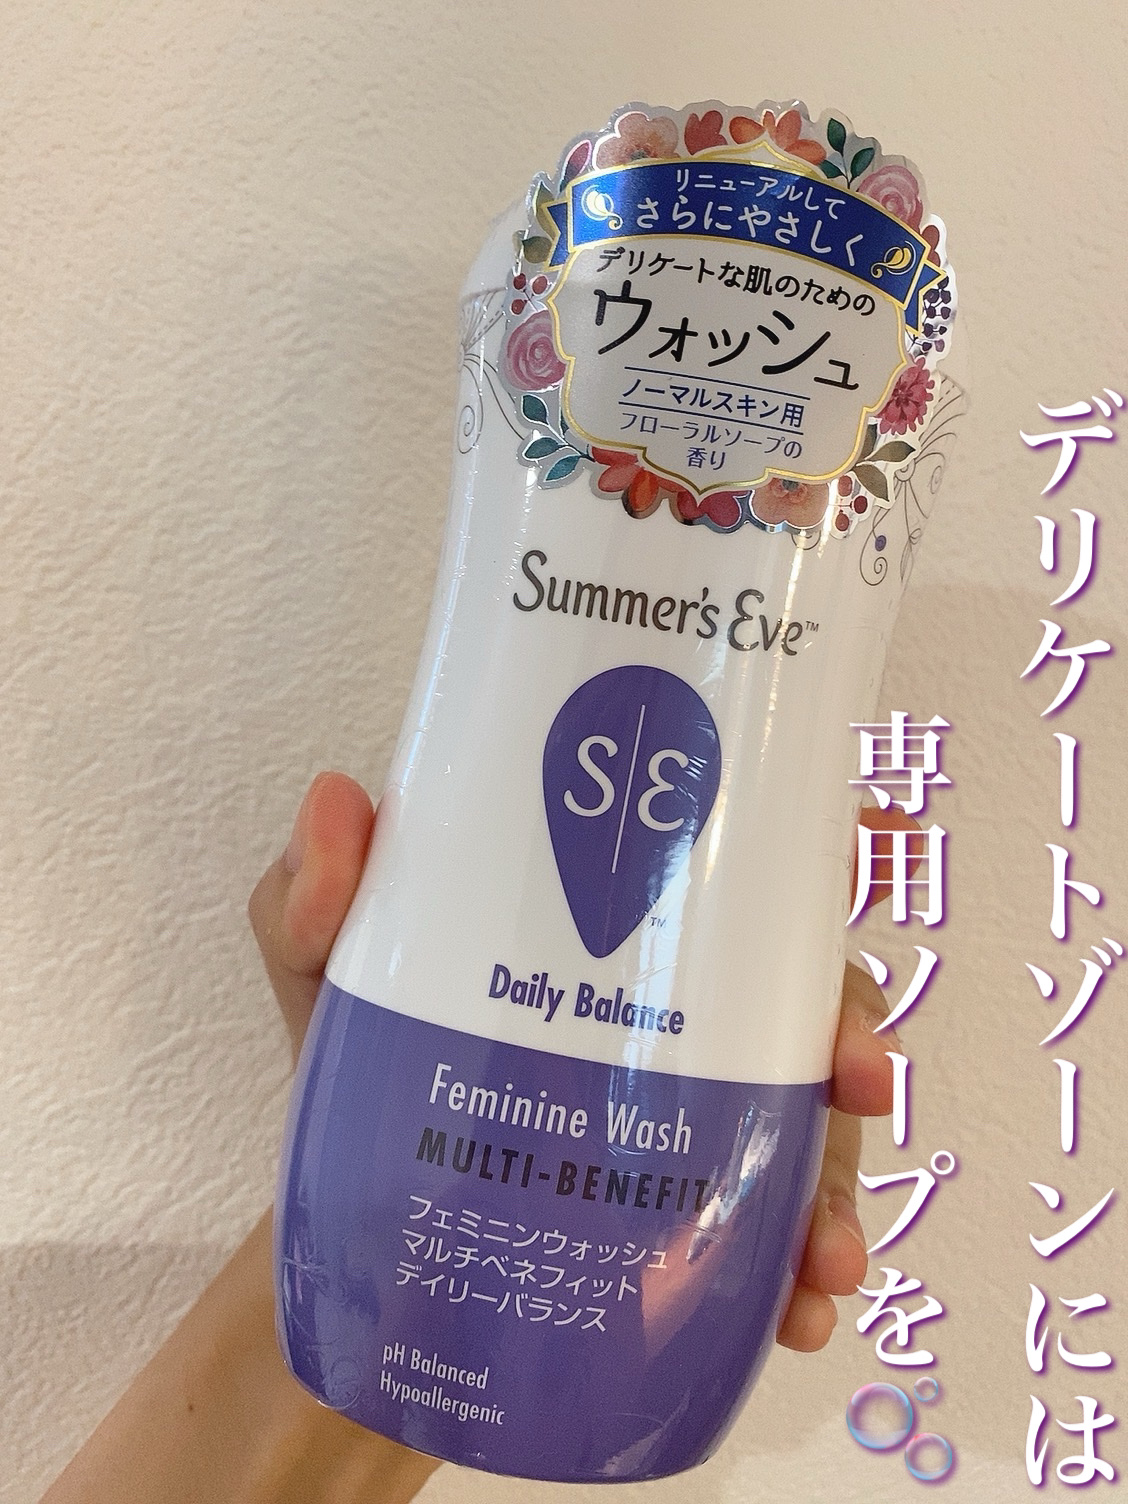 リニューアルして
さらにやさしく
デリケートな肌のための
ウォッシュ
ノーマルスキン用
フローラルソープの
香り
Summer's Eve™
S|E™
Daily Balance
Feminine Wash
MULTI-BENEFIT
フェミニンウォッシュ
マルチベネフィット
デイリーバランス
pH Balanced
Hypoallergenic
デリケートゾーンには
専用ソープを🫧